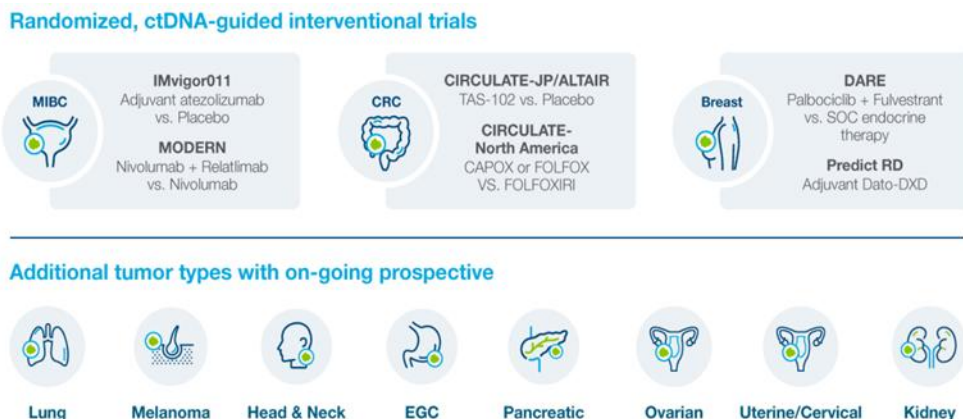 Randomized, ctDNA-guided interventional trials
MIBC
IMvigor011
Adjuvant atezolizumab
vs. Placebo
MODERN
Nivolumab + Relatlimab
vs. Nivolumab
CRC
CIRCULATE-JP/ALTAIR
TAS-102 vs. Placebo
CIRCULATE-
North America
CAPOX or FOLFOX
VS. FOLFOXIRI
Breast
DARE
Palbociclib + Fulvestrant
vs. SOC endocrine
therapy
Predict RD
Adjuvant Dato-DXD
Additional tumor types with on-going prospective
Lung
Melanoma
Head & Neck
EGC
Pancreatic
Ovarian
Uterine/Cervical
Kidney